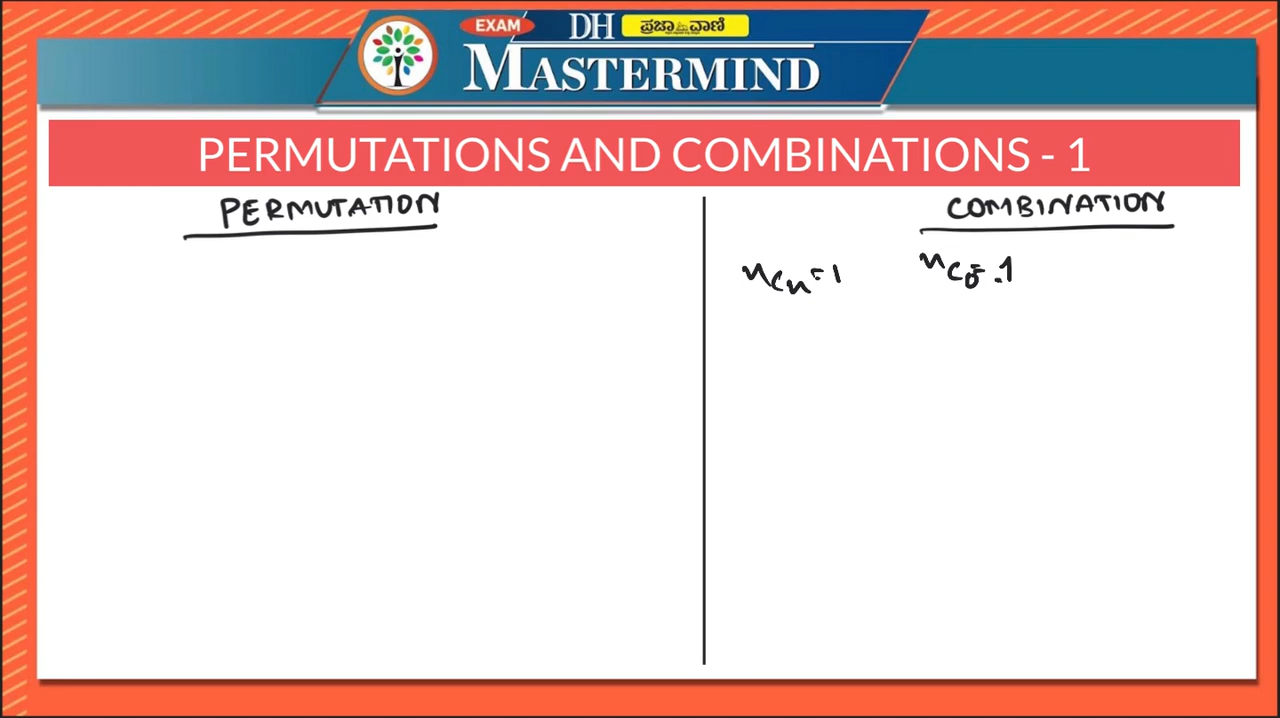 EXAM DH ಪ್ರಜಾವಾಣಿ
MASTERMIND
PERMUTATIONS AND COMBINATIONS - 1
PERMUTATION
COMBINATION
ⁿCₙ = 1
ⁿC₀ = 1